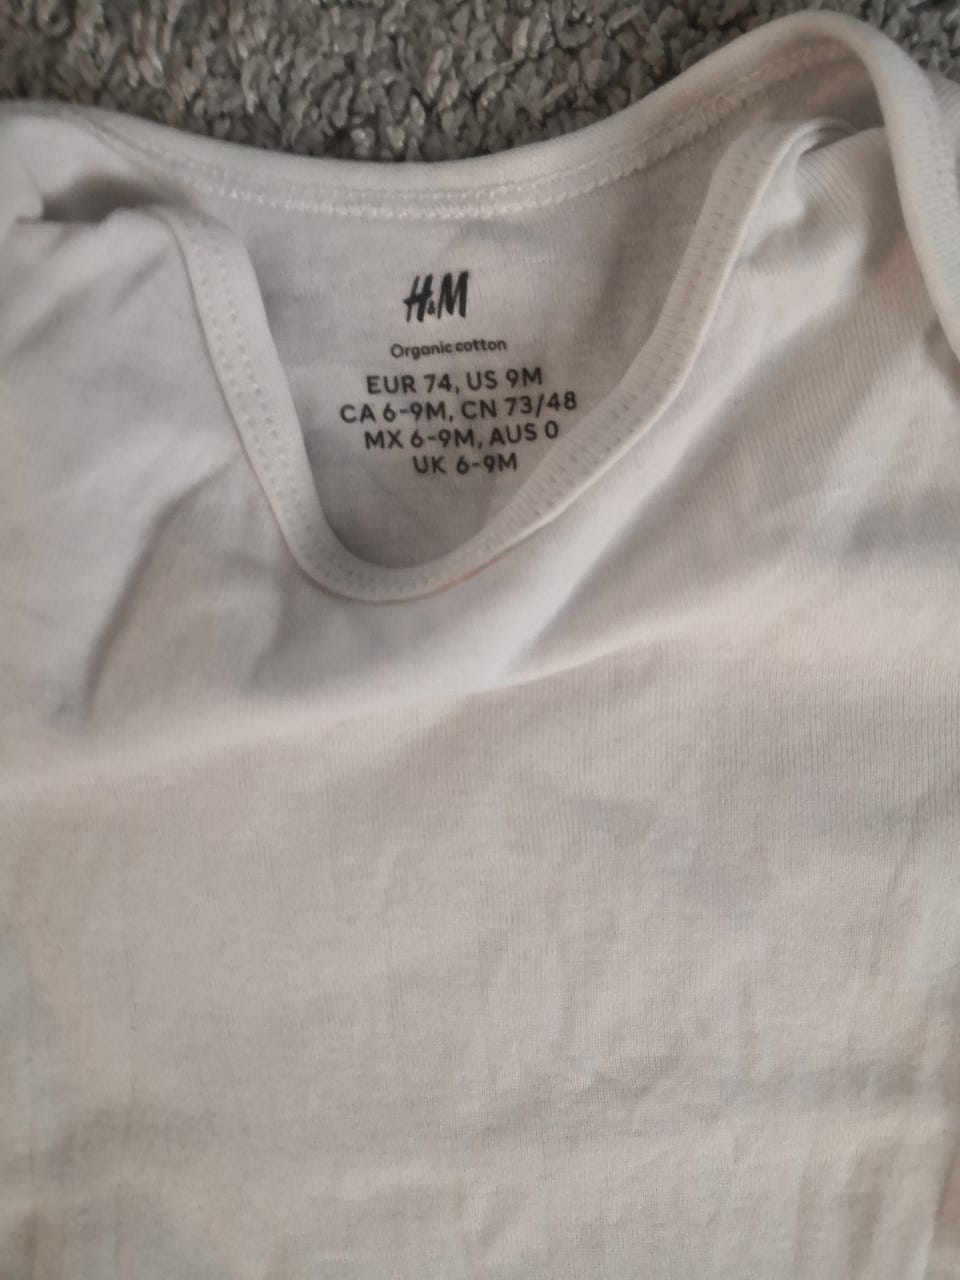 H&M
Organic cotton
EUR 74, US 9M
CA 6-9M, CN 73/48
MX 6-9M, AUS 0
UK 6-9M